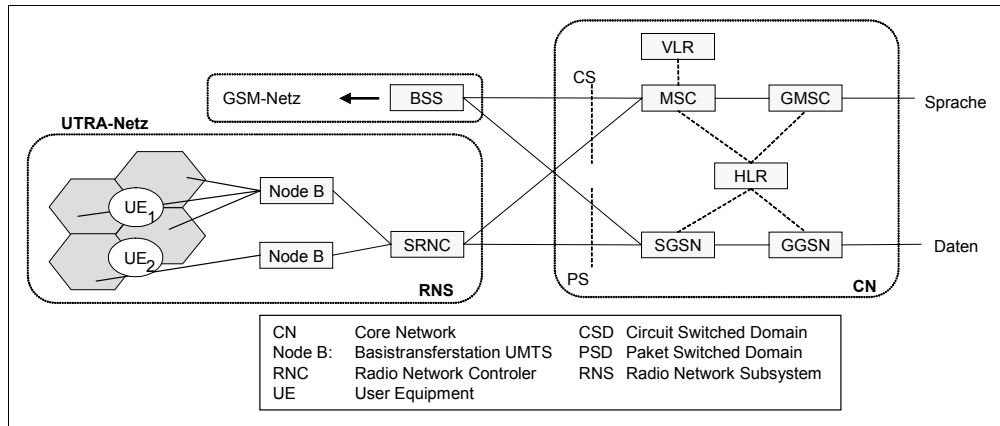 VLR
CS
GSM-Netz
BSS
MSC
GMSC
Sprache
UTRA-Netz
HLR
Node B
UE1
SRNC
SGSN
GGSN
Daten
UE2
Node B
PS
RNS
CN
CN Core Network
Node B: Basistransferstation UMTS
RNC Radio Network Controler
UE User Equipment
CSD Circuit Switched Domain
PSD Paket Switched Domain
RNS Radio Network Subsystem